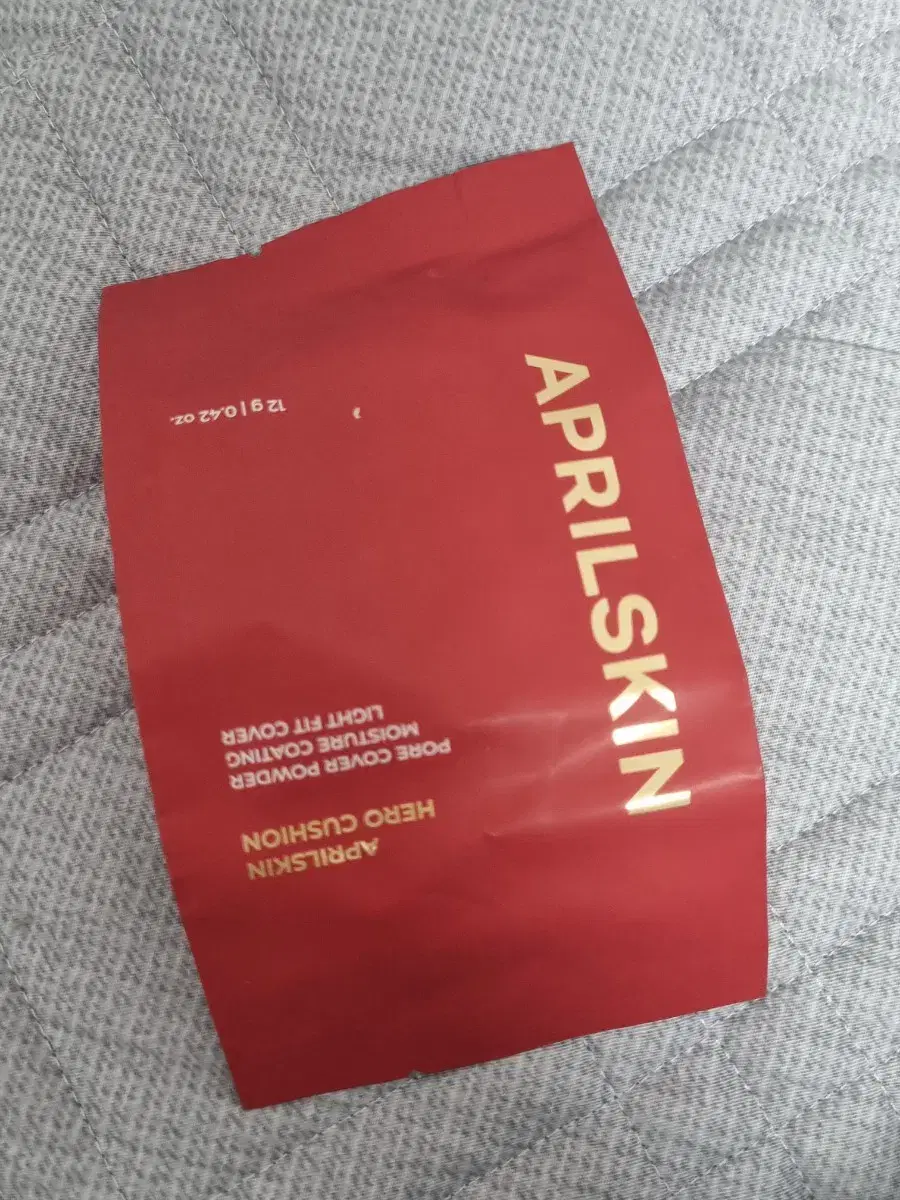 APRILSKIN
APRILSKIN
HERO CUSHION
PORE COVER POWDER
MOISTURE COATING
LIGHT FIT COVER
12 g | 0.42 oz.